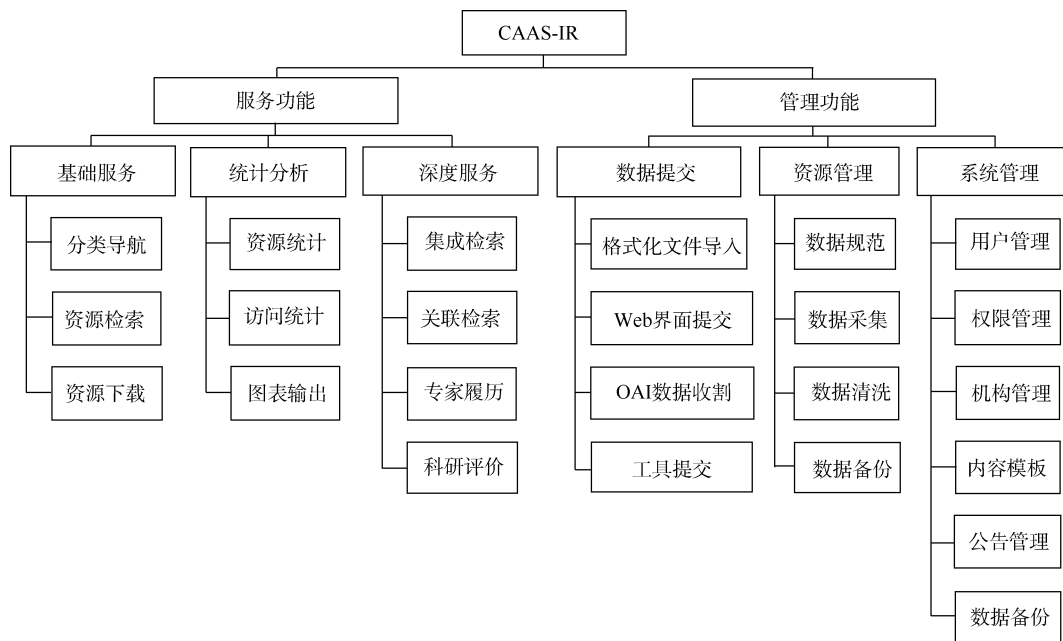 CAAS-IR
服务功能
管理功能
基础服务
统计分析
深度服务
数据提交
资源管理
系统管理
分类导航
资源检索
资源下载
资源统计
访问统计
图表输出
集成检索
关联检索
专家履历
科研评价
格式化文件导入
Web界面提交
OAI数据收割
工具提交
数据规范
数据采集
数据清洗
数据备份
用户管理
权限管理
机构管理
内容模板
公告管理
数据备份